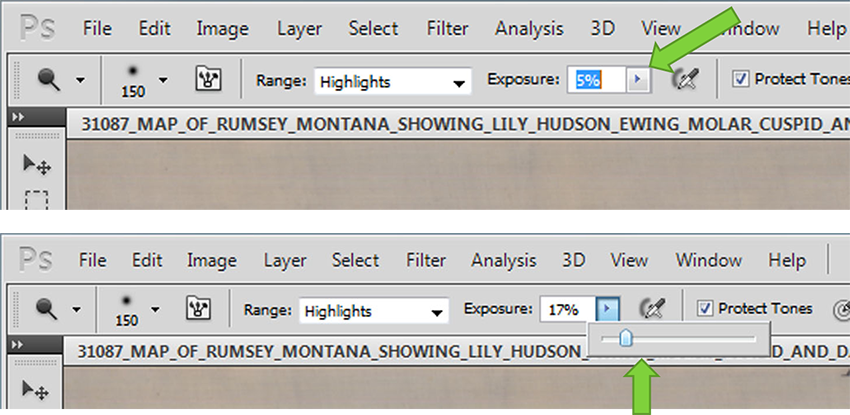 Ps File Edit Image Layer Select Filter Analysis 3D View Window Help
150 Range: Highlights Exposure: 5% Protect Tones
31087_MAP_OF_RUMSEY_MONTANA_SHOWING_LILY_HUDSON_EWING_MOLAR_CUSPID_AN
Ps File Edit Image Layer Select Filter Analysis 3D View Window Help
150 Range: Highlights Exposure: 17% Protect Tones
31087_MAP_OF_RUMSEY_MONTANA_SHOWING_LILY_HUDSON_ D_AND_D